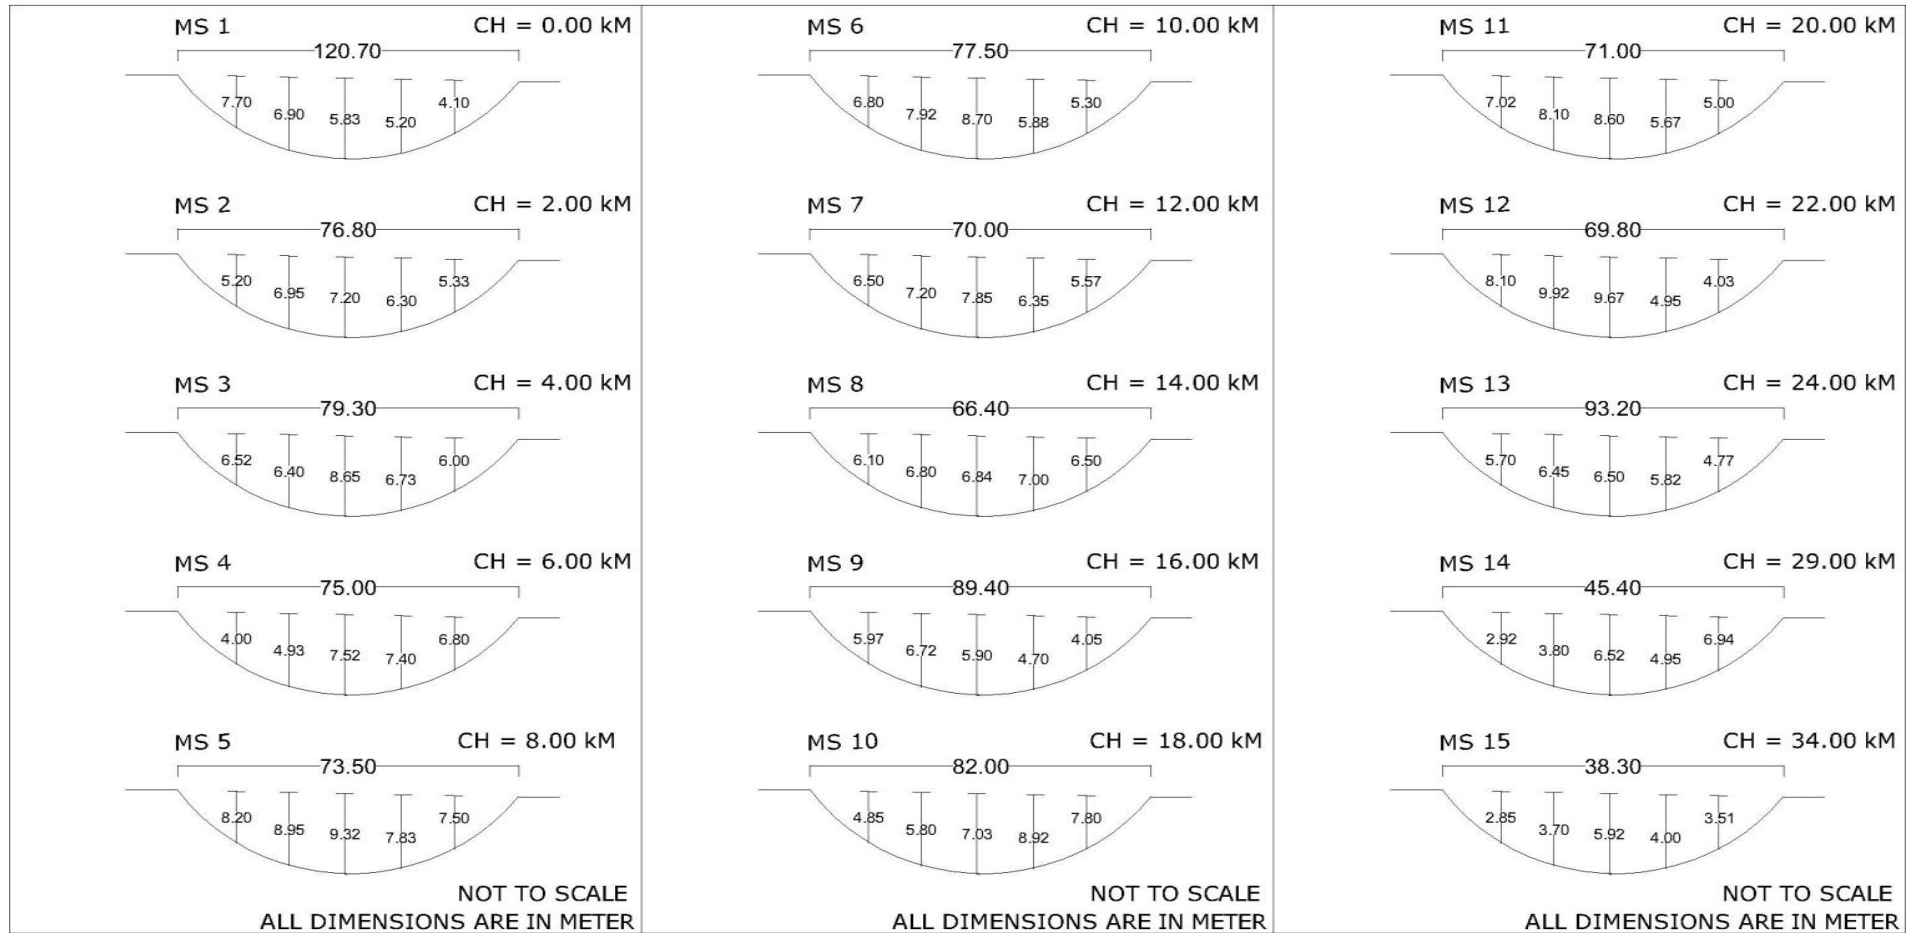 MS 1 CH = 0.00 kM
120.70
7.70 6.90 5.83 5.20 4.10
MS 2 CH = 2.00 kM
76.80
5.20 6.95 7.20 6.30 5.33
MS 3 CH = 4.00 kM
79.30
6.52 6.40 8.65 6.73 6.00
MS 4 CH = 6.00 kM
75.00
4.00 4.93 7.52 7.40 6.80
MS 5 CH = 8.00 kM
73.50
8.20 8.95 9.32 7.83 7.50
NOT TO SCALE
ALL DIMENSIONS ARE IN METER
MS 6 CH = 10.00 kM
77.50
6.80 7.92 8.70 5.88 5.30
MS 7 CH = 12.00 kM
70.00
6.50 7.20 7.85 6.35 5.57
MS 8 CH = 14.00 kM
66.40
6.10 6.80 6.84 7.00 6.50
MS 9 CH = 16.00 kM
89.40
5.97 6.72 5.90 4.70 4.05
MS 10 CH = 18.00 kM
82.00
4.85 5.80 7.03 8.92 7.80
NOT TO SCALE
ALL DIMENSIONS ARE IN METER
MS 11 CH = 20.00 kM
71.00
7.02 8.10 8.60 5.67 5.00
MS 12 CH = 22.00 kM
69.80
8.10 9.92 9.67 4.95 4.03
MS 13 CH = 24.00 kM
93.20
5.70 6.45 6.50 5.82 4.77
MS 14 CH = 29.00 kM
45.40
2.92 3.80 6.52 4.95 6.94
MS 15 CH = 34.00 kM
38.30
2.85 3.70 5.92 4.00 3.51
NOT TO SCALE
ALL DIMENSIONS ARE IN METER